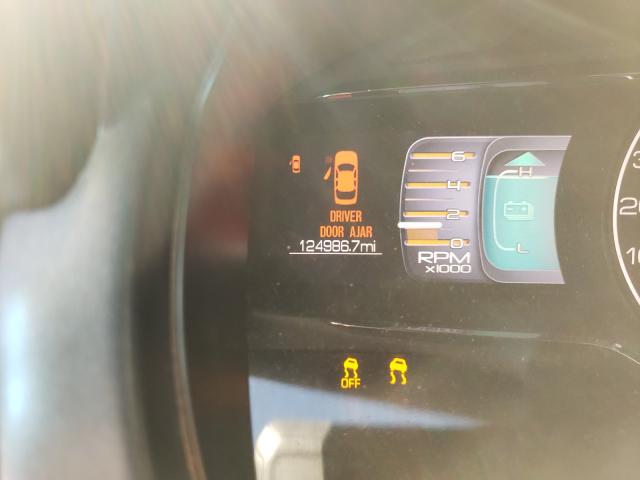 DRIVER
DOOR AJAR
124986.7mi
6
4
2
0
RPM
x1000
H
L
OFF